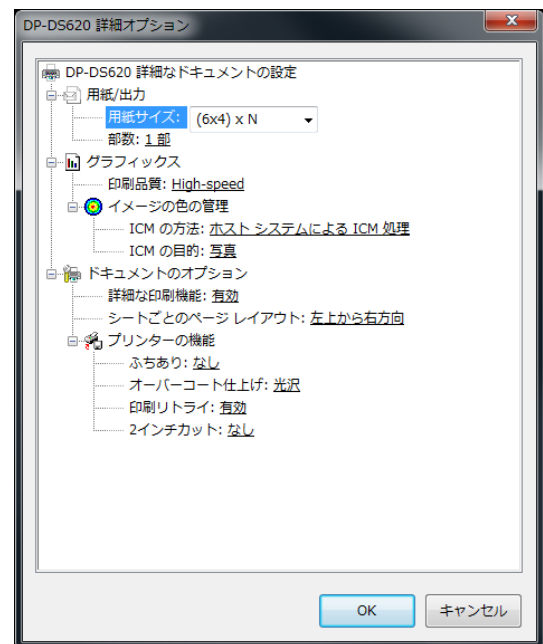 DP-DS620 詳細オプション
DP-DS620 詳細なドキュメントの設定
用紙/出力
用紙サイズ: (6x4) x N
部数: 1 部
グラフィックス
印刷品質: High-speed
イメージの色の管理
ICM の方法: ホスト システムによる ICM 処理
ICM の目的: 写真
ドキュメントのオプション
詳細な印刷機能: 有効
シートごとのページ レイアウト: 左上から右方向
プリンターの機能
ふちあり: なし
オーバーコート仕上げ: 光沢
印刷リトライ: 有効
2インチカット: なし
OK キャンセル